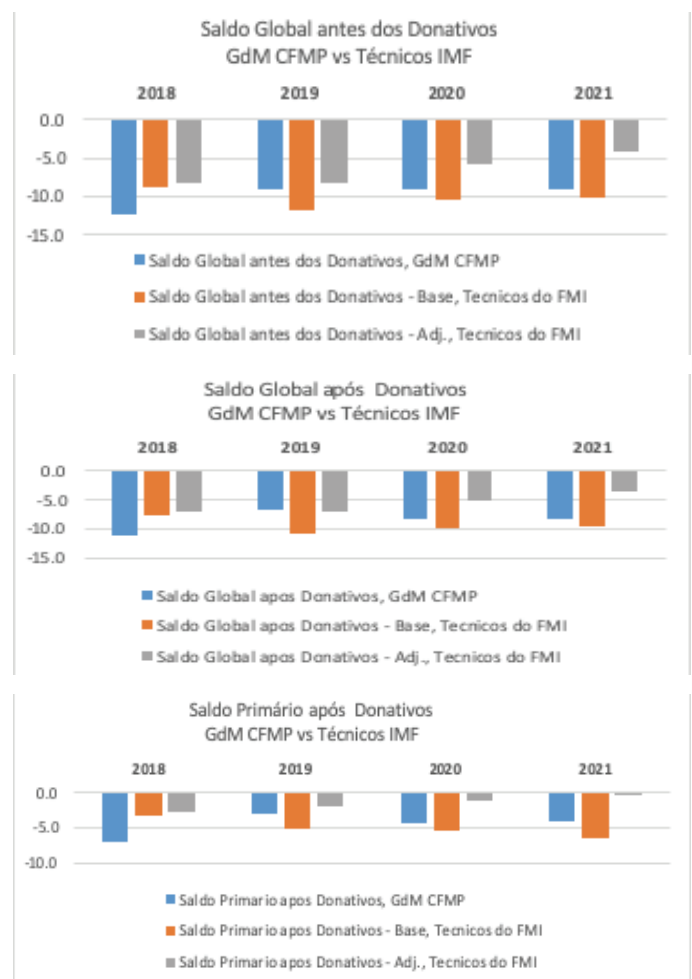 Saldo Global antes dos Donativos
GdM CFMP vs Técnicos IMF
2018 2019 2020 2021
0.0
-5.0
-10.0
-15.0
Saldo Global antes dos Donativos, GdM CFMP
Saldo Global antes dos Donativos - Base, Tecnicos do FMI
Saldo Global antes dos Donativos - Adj., Tecnicos do FMI
Saldo Global após Donativos
GdM CFMP vs Técnicos IMF
2018 2019 2020 2021
0.0
-5.0
-10.0
-15.0
Saldo Global apos Donativos, GdM CFMP
Saldo Global apos Donativos - Base, Tecnicos do FMI
Saldo Global apos Donativos - Adj., Tecnicos do FMI
Saldo Primário após Donativos
GdM CFMP vs Técnicos IMF
2018 2019 2020 2021
0.0
-5.0
-10.0
Saldo Primario apos Donativos, GdM CFMP
Saldo Primario apos Donativos - Base, Tecnicos do FMI
Saldo Primario apos Donativos - Adj., Tecnicos do FMI